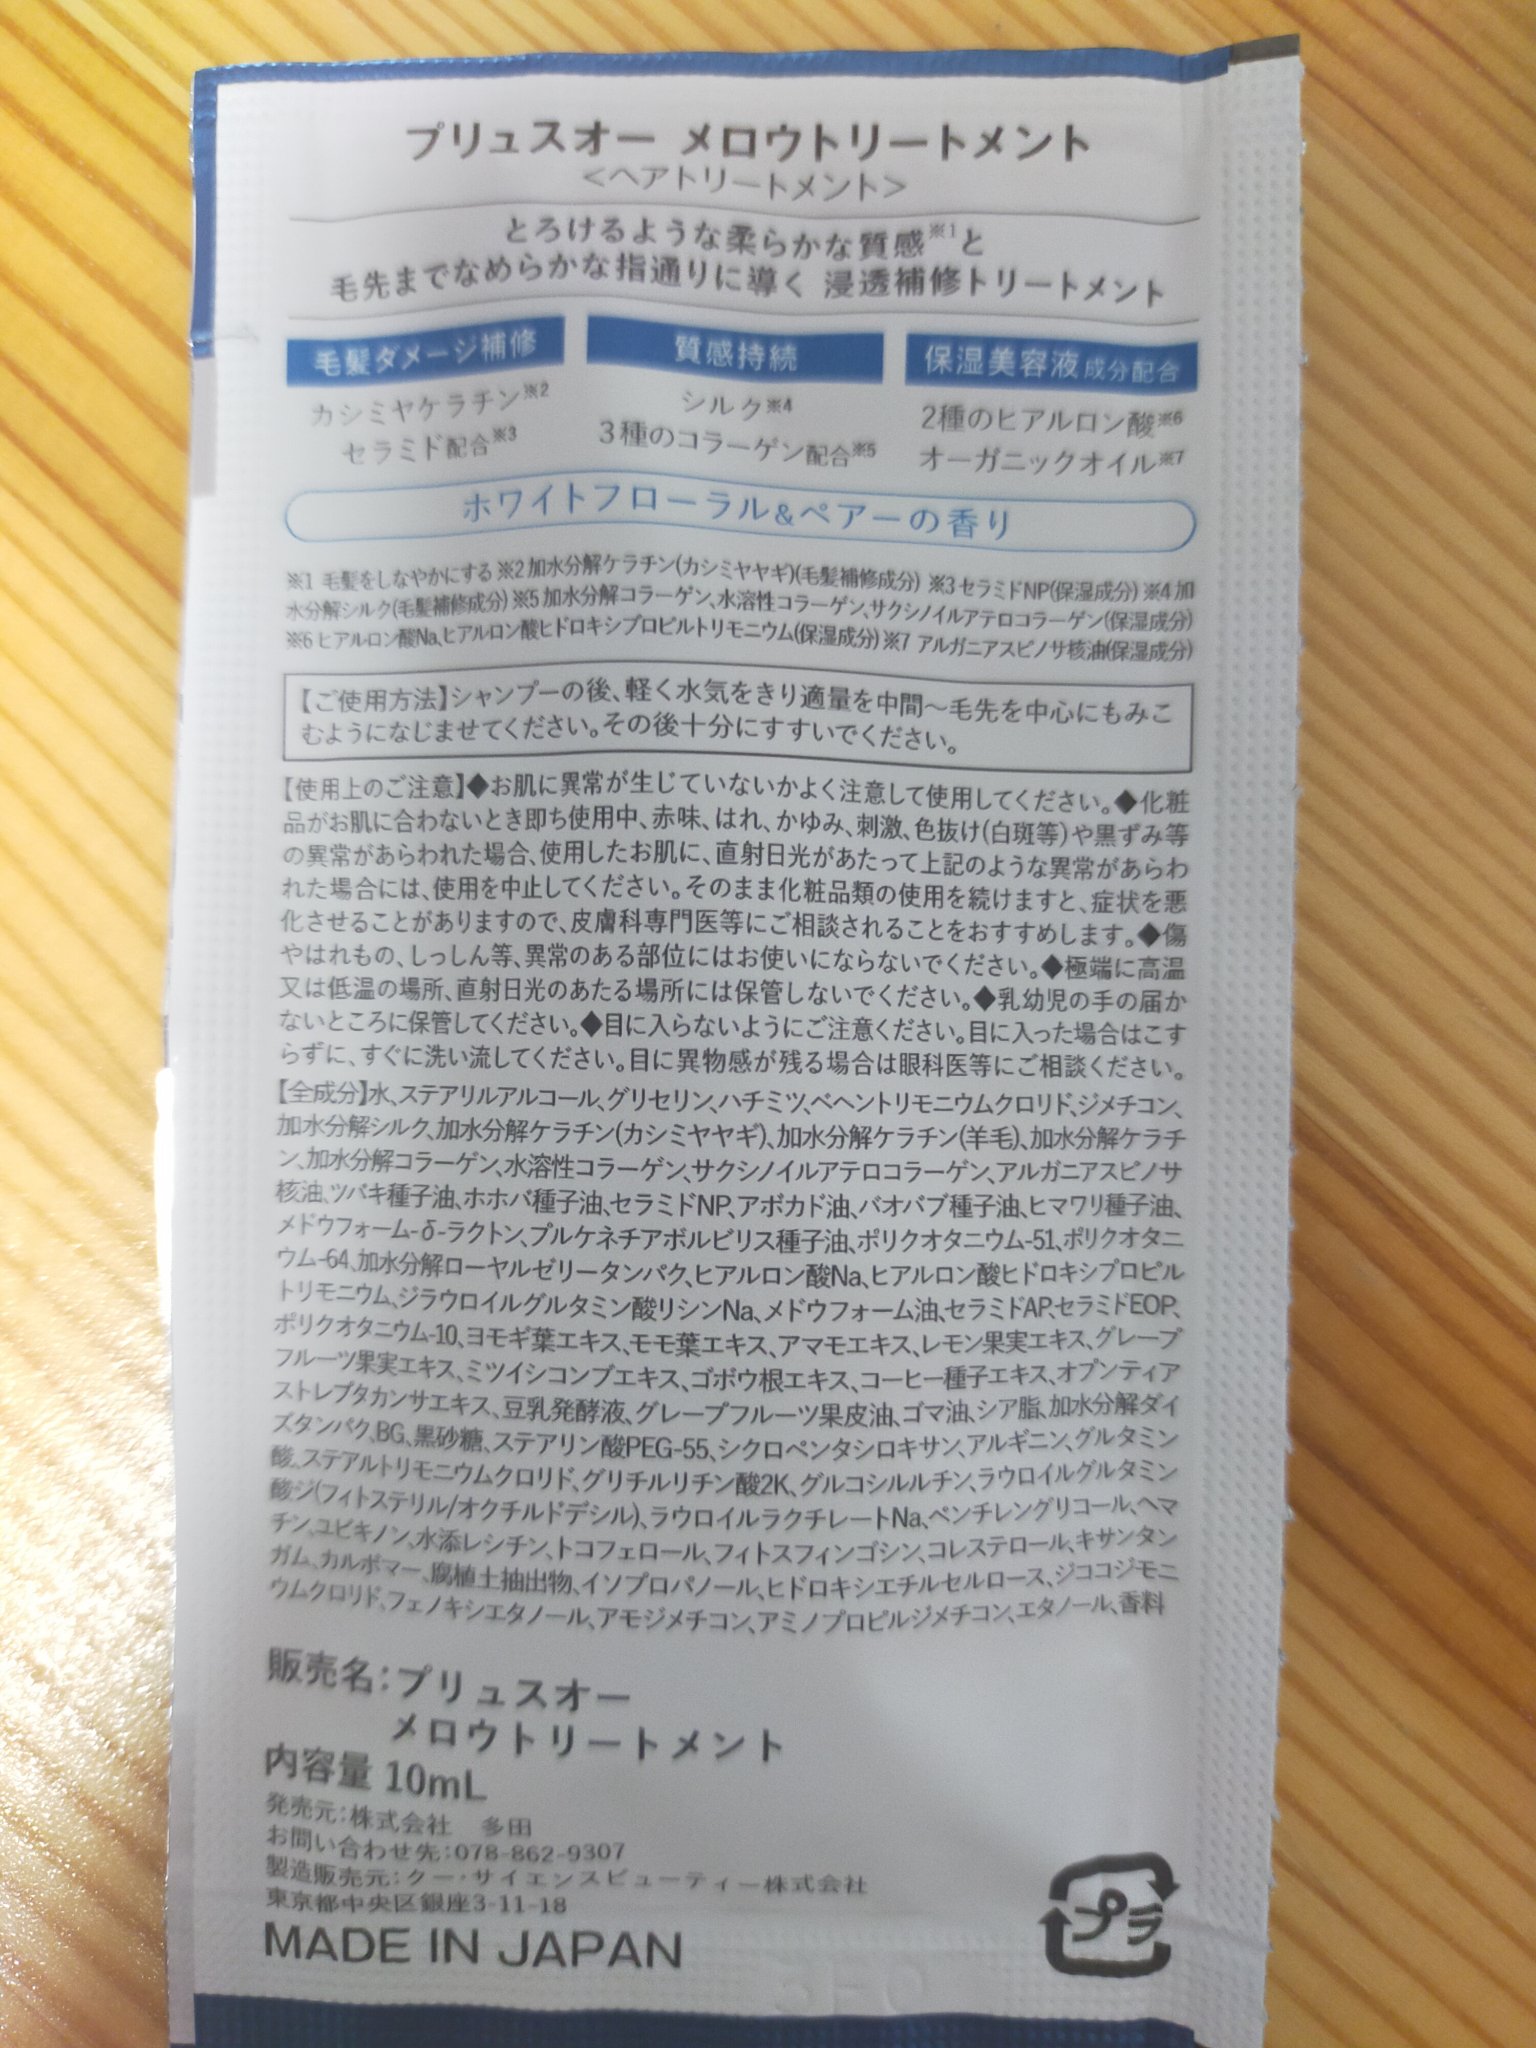 プリュスオー メロウトリートメント
<ヘアトリートメント>
とろけるような柔らかな質感※1と
毛先までなめらかな指通りに導く 浸透補修トリートメント
毛髪ダメージ補修
カシミヤケラチン※2
セラミド配合※3
質感持続
シルク※4
3種のコラーゲン配合※5
保湿美容液成分配合
2種のヒアルロン酸※6
オーガニックオイル※7
ホワイトフローラル&ペアーの香り
※1 毛髪をしなやかにする ※2 加水分解ケラチン(カシミヤヤギ)(毛髪補修成分) ※3 セラミドNP(保湿成分) ※4 加
水分解シルク(毛髪補修成分) ※5 加水分解コラーゲン、水溶性コラーゲン、サクシノイルアテロコラーゲン(保湿成分)
※6 ヒアルロン酸Na、ヒアルロン酸ヒドロキシプロピルトリモニウム(保湿成分) ※7 アルガニアスピノサ核油(保湿成分)
【ご使用方法】シャンプーの後、軽く水気をきり適量を中間～毛先を中心にもみこ
むようになじませてください。その後十分にすすいでください。
【使用上のご注意】◆お肌に異常が生じていないかよく注意して使用してください。◆化粧
品がお肌に合わないとき即ち使用中、赤味、はれ、かゆみ、刺激、色抜け(白斑等)や黒ずみ等
の異常があらわれた場合、使用したお肌に、直射日光があたって上記のような異常があらわ
れた場合には、使用を中止してください。そのまま化粧品類の使用を続けますと、症状を悪
化させることがありますので、皮膚科専門医等にご相談されることをおすすめします。◆傷
やはれもの、しっしん等、異常のある部位にはお使いにならないでください。◆極端に高温
又は低温の場所、直射日光のあたる場所には保管しないでください。◆乳幼児の手の届か
ないところに保管してください。◆目に入らないようにご注意ください。目に入った場合はこす
らずに、すぐに洗い流してください。目に異物感が残る場合は眼科医等にご相談ください。
【全成分】水、ステアリルアルコール、グリセリン、ハチミツ、ベヘントリモニウムクロリド、ジメチコン、
加水分解シルク、加水分解ケラチン(カシミヤヤギ)、加水分解ケラチン(羊毛)、加水分解ケラチ
ン、加水分解コラーゲン、水溶性コラーゲン、サクシノイルアテロコラーゲン、アルガニアスピノサ
核油、ツバキ種子油、ホホバ種子油、セラミドNP、アボカド油、バオバブ種子油、ヒマワリ種子油、
メドウフォーム-δ-ラクトン、プルケネチアボルビリス種子油、ポリクオタニウム-51、ポリクオタニ
ウム-64、加水分解ローヤルゼリータンパク、ヒアルロン酸Na、ヒアルロン酸ヒドロキシプロピル
トリモニウム、ジラウロイルグルタミン酸リシンNa、メドウフォーム油、セラミドAP、セラミドEOP、
ポリクオタニウム-10、ヨモギ葉エキス、モモ葉エキス、アマモエキス、レモン果実エキス、グレープ
フルーツ果実エキス、ミツイシコンブエキス、ゴボウ根エキス、コーヒー種子エキス、オプンティア
ストレプタカンサエキス、豆乳発酵液、グレープフルーツ果皮油、ゴマ油、シア脂、加水分解ダイ
ズタンパク、BG、黒砂糖、ステアリン酸PEG-55、シクロペンタシロキサン、アルギニン、グルタミン
酸、ステアルトリモニウムクロリド、グリチルリチン酸2K、グルコシルルチン、ラウロイルグルタミン
酸ジ(フィトステリル/オクチルドデシル)、ラウロイルラクチレートNa、ペンチレングリコール、ヘマ
チン、ユビキノン、水添レシチン、トコフェロール、フィトスフィンゴシン、コレステロール、キサンタン
ガム、カルボマー、腐植土抽出物、イソプロパノール、ヒドロキシエチルセルロース、ジココジモニ
ウムクロリド、フェノキシエタノール、アモジメチコン、アミノプロピルジメチコン、エタノール、香料
販売名:プリュスオー
メロウトリートメント
内容量 10mL
発売元:株式会社 多田
お問い合わせ先:078-862-9307
製造販売元:クー・サイエンスビューティー株式会社
東京都中央区銀座3-11-18
MADE IN JAPAN
プラ